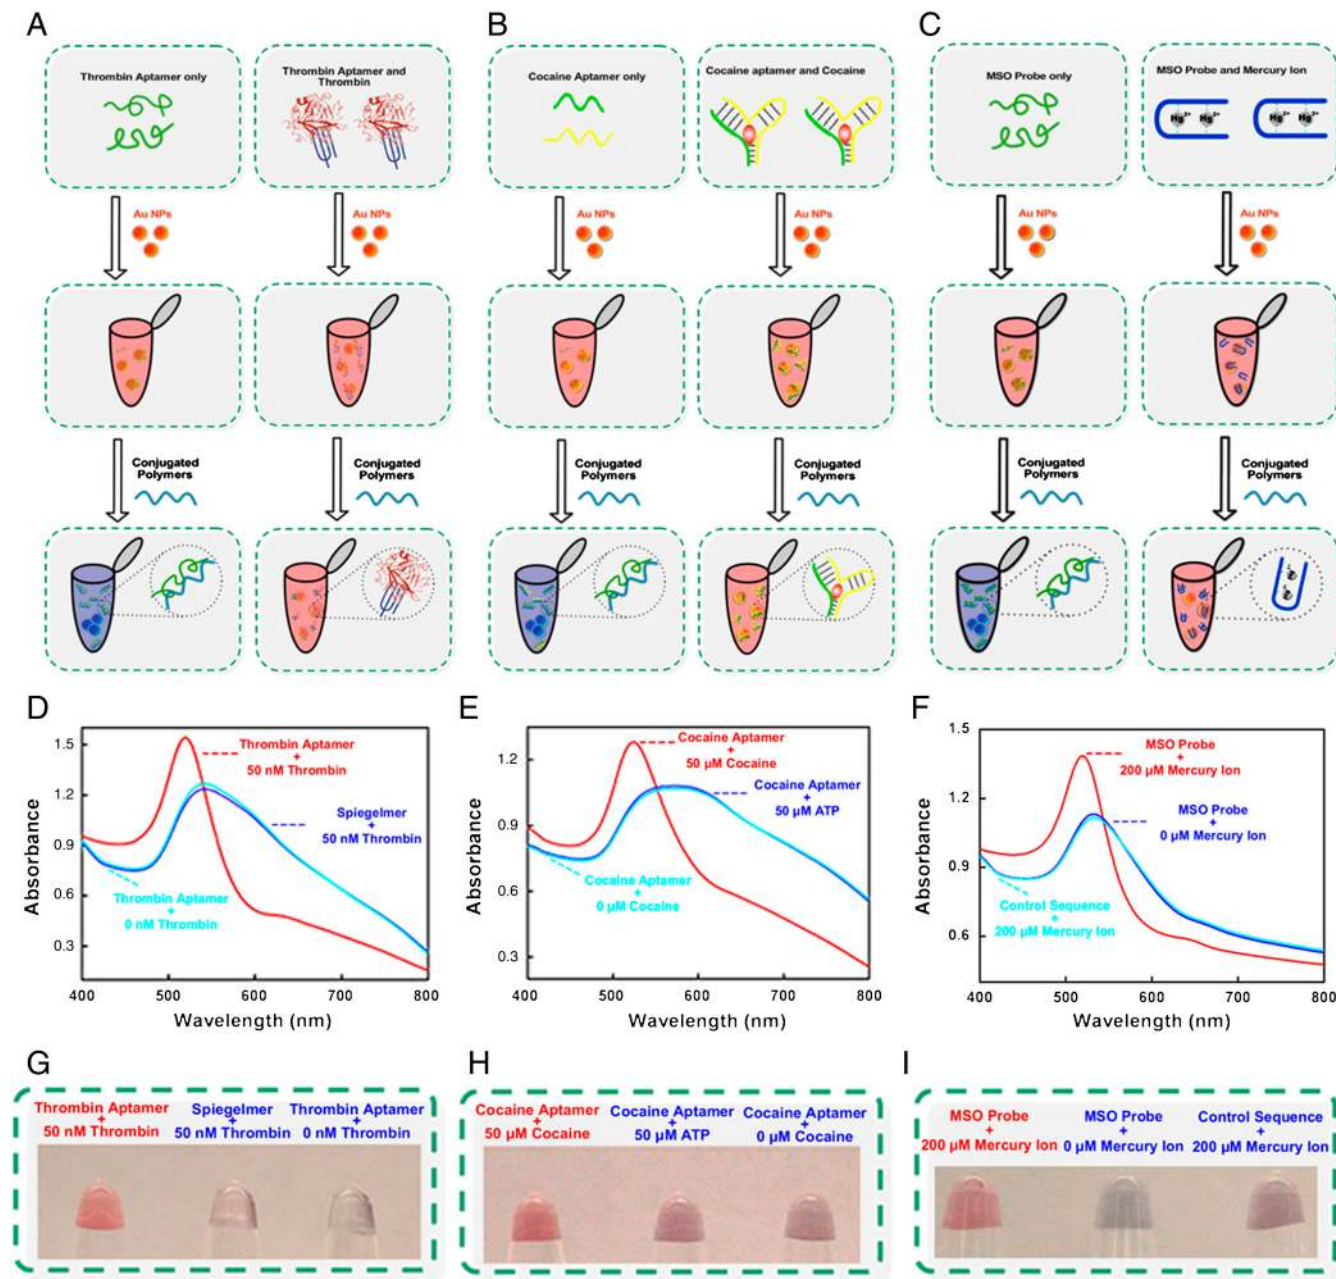 A
B
C
Thrombin Aptamer only
Thrombin Aptamer and
Thrombin
Cocaine Aptamer only
Cocaine aptamer and Cocaine
MSO Probe only
MSO Probe and Mercury Ion
Hg2+
Hg2+
Hg2+
Hg2+
Au NPs
Au NPs
Au NPs
Au NPs
Au NPs
Au NPs
Conjugated
Polymers
Conjugated
Polymers
Conjugated
Polymers
Conjugated
Polymers
Conjugated
Polymers
Conjugated
Polymers
D
1.5
1.2
0.9
0.6
0.3
Absorbance
400
500
600
700
800
Wavelength (nm)
Thrombin Aptamer
+
50 nM Thrombin
Spiegelmer
+
50 nM Thrombin
Thrombin Aptamer
+
0 nM Thrombin
E
1.2
0.9
0.6
0.3
Absorbance
400
500
600
700
800
Wavelength (nm)
Cocaine Aptamer
+
50 µM Cocaine
Cocaine Aptamer
+
50 µM ATP
Cocaine Aptamer
+
0 µM Cocaine
F
1.5
1.2
0.9
0.6
Absorbance
400
500
600
700
800
Wavelength (nm)
MSO Probe
+
200 µM Mercury Ion
MSO Probe
+
0 µM Mercury Ion
Control Sequence
+
200 µM Mercury Ion
G
Thrombin Aptamer
+
50 nM Thrombin
Spiegelmer
+
50 nM Thrombin
Thrombin Aptamer
+
0 nM Thrombin
H
Cocaine Aptamer
+
50 µM Cocaine
Cocaine Aptamer
+
50 µM ATP
Cocaine Aptamer
+
0 µM Cocaine
I
MSO Probe
+
200 µM Mercury Ion
MSO Probe
+
0 µM Mercury Ion
Control Sequence
+
200 µM Mercury Ion